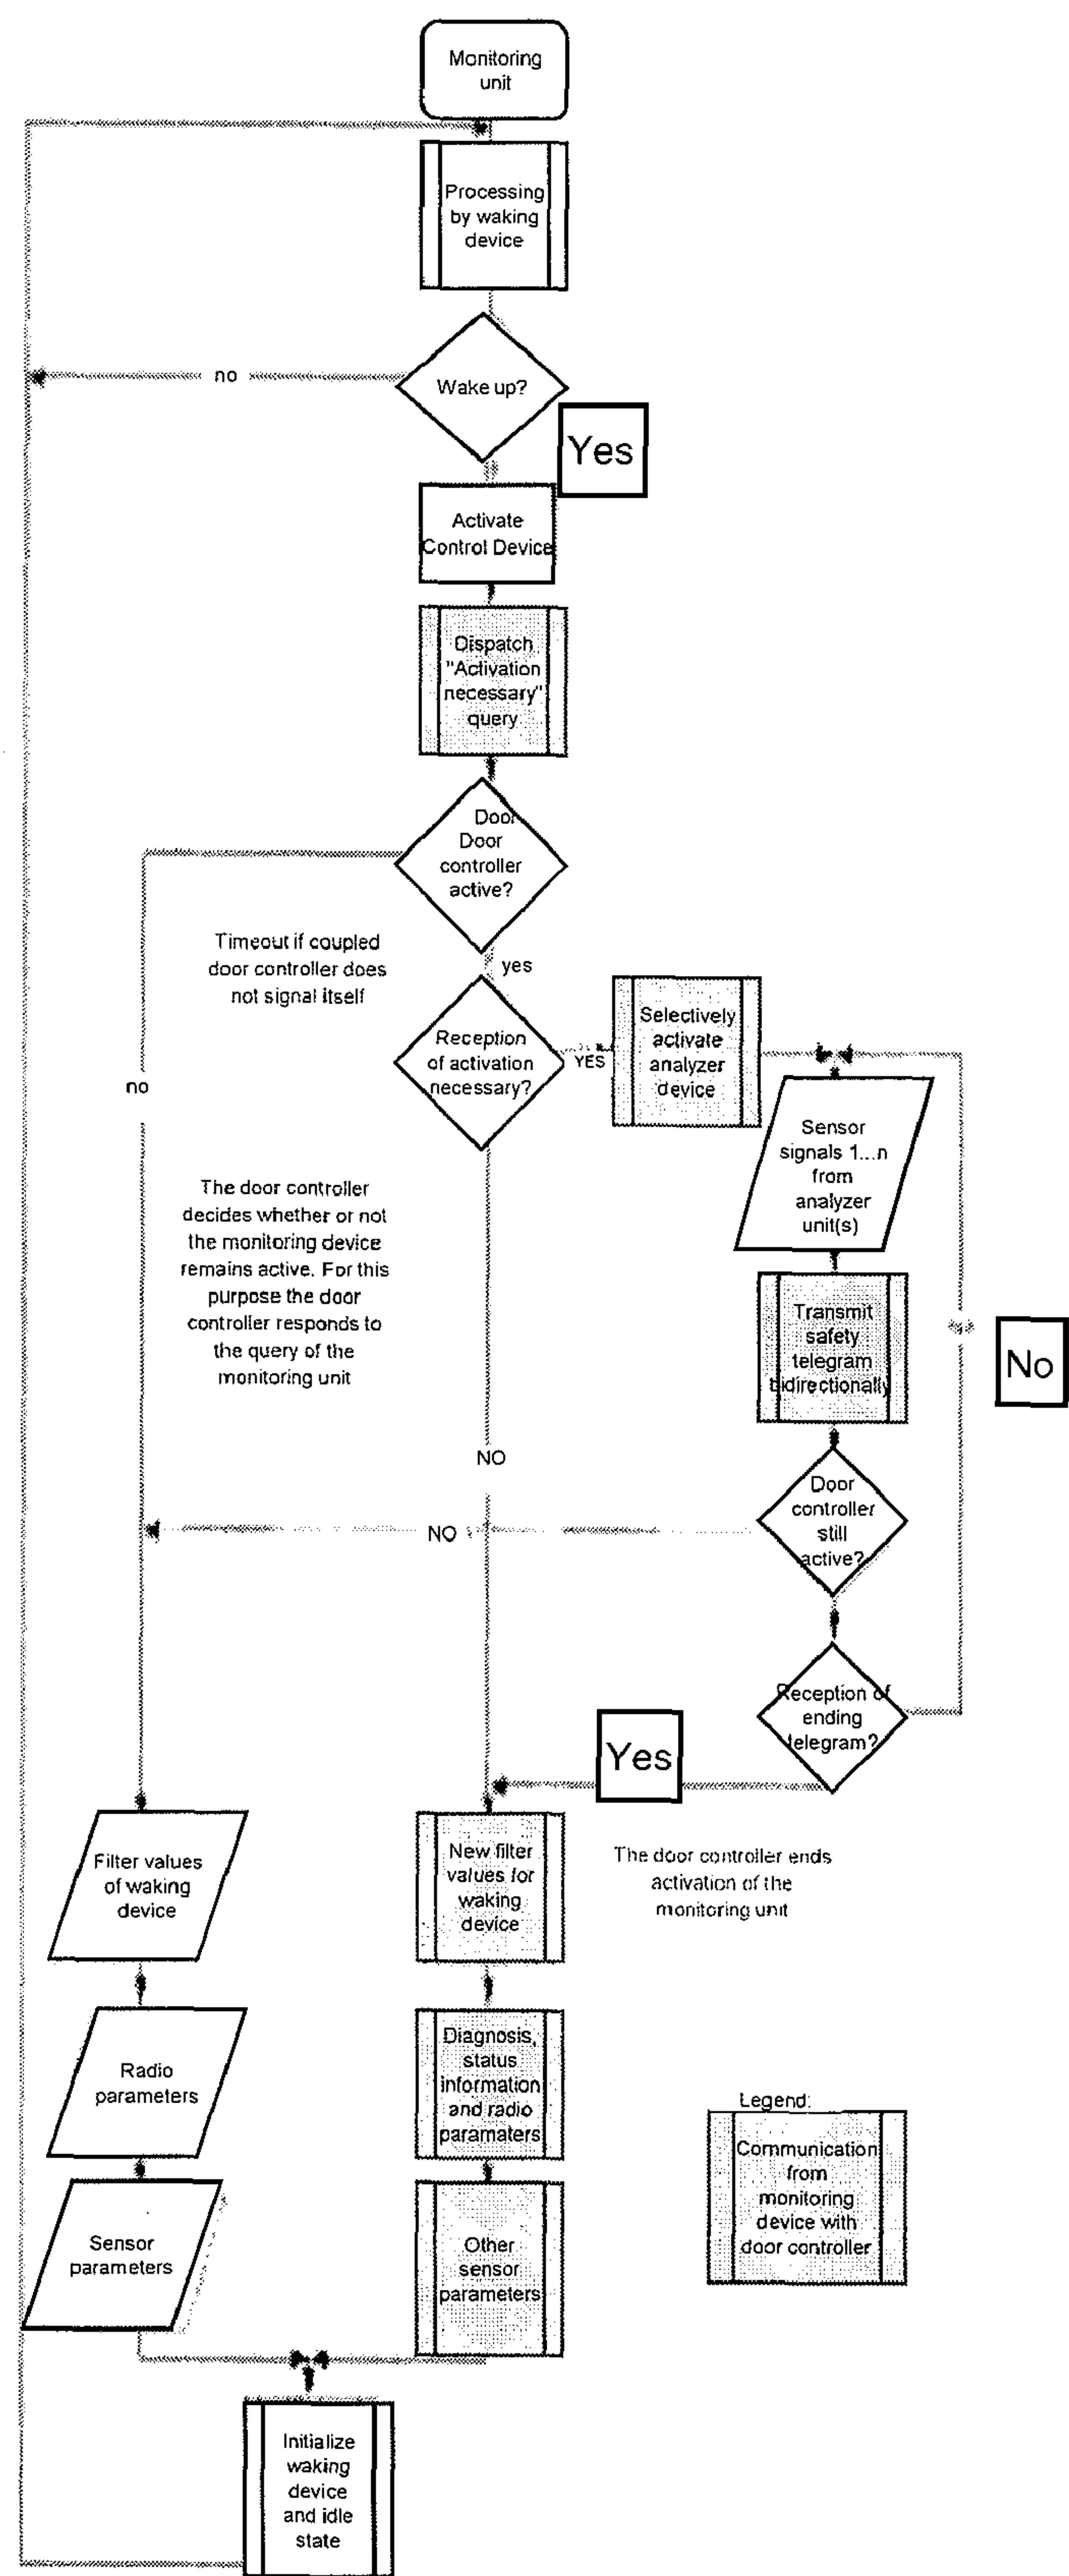 Monitoring
unit
Processing
by waking
device
Wake up?
no
Yes
Activate
Control Device
Dispatch
"Activation
necessary"
query
Door
Door
controller
active?
Timeout if coupled
door controller does
not signal itself
yes
Reception
of activation
necessary?
YES
Selectively
activate
analyzer
device
no
Sensor
signals 1...n
from
analyzer
unit(s)
The door controller
decides whether or not
the monitoring device
remains active. For this
purpose the door
controller responds to
the query of the
monitoring unit
Transmit
safety
telegram
bidirectionally
No
NO
Door
controller
still
active?
NO
Reception of
ending
telegram?
Yes
Filter values
of waking
device
New filter
values for
waking
device
The door controller ends
activation of the
monitoring unit
Radio
parameters
Diagnosis,
status
information
and radio
paramaters
Legend:
Communication
from
monitoring
device with
door controller
Sensor
parameters
Other
sensor
parameters
Initialize
waking
device
and idle
state